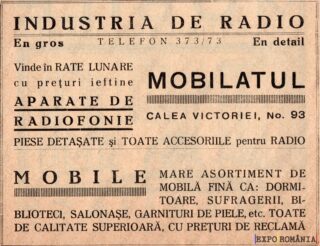 INDUSTRIA DE RADIO
En gros TELEFON 373/73 En detail
Vinde în RATE LUNARE
cu prețuri ieftine
APARATE DE
RADIOFONIE
MOBILATUL
CALEA VICTORIEI, No. 93
PIESE DETAȘATE și TOATE ACCESORIILE pentru RADIO
MOBILE
MARE ASORTIMENT DE
MOBILĂ FINĂ CA: DORMI-
TOARE, SUFRAGERII, BI-
BLIOTECI, SALONAȘE, GARNITURI DE PIELE, etc. TOATE
DE CALITATE SUPERIOARĂ, CU PREȚURI DE RECLAMĂ
EXPO ROMÂNIA